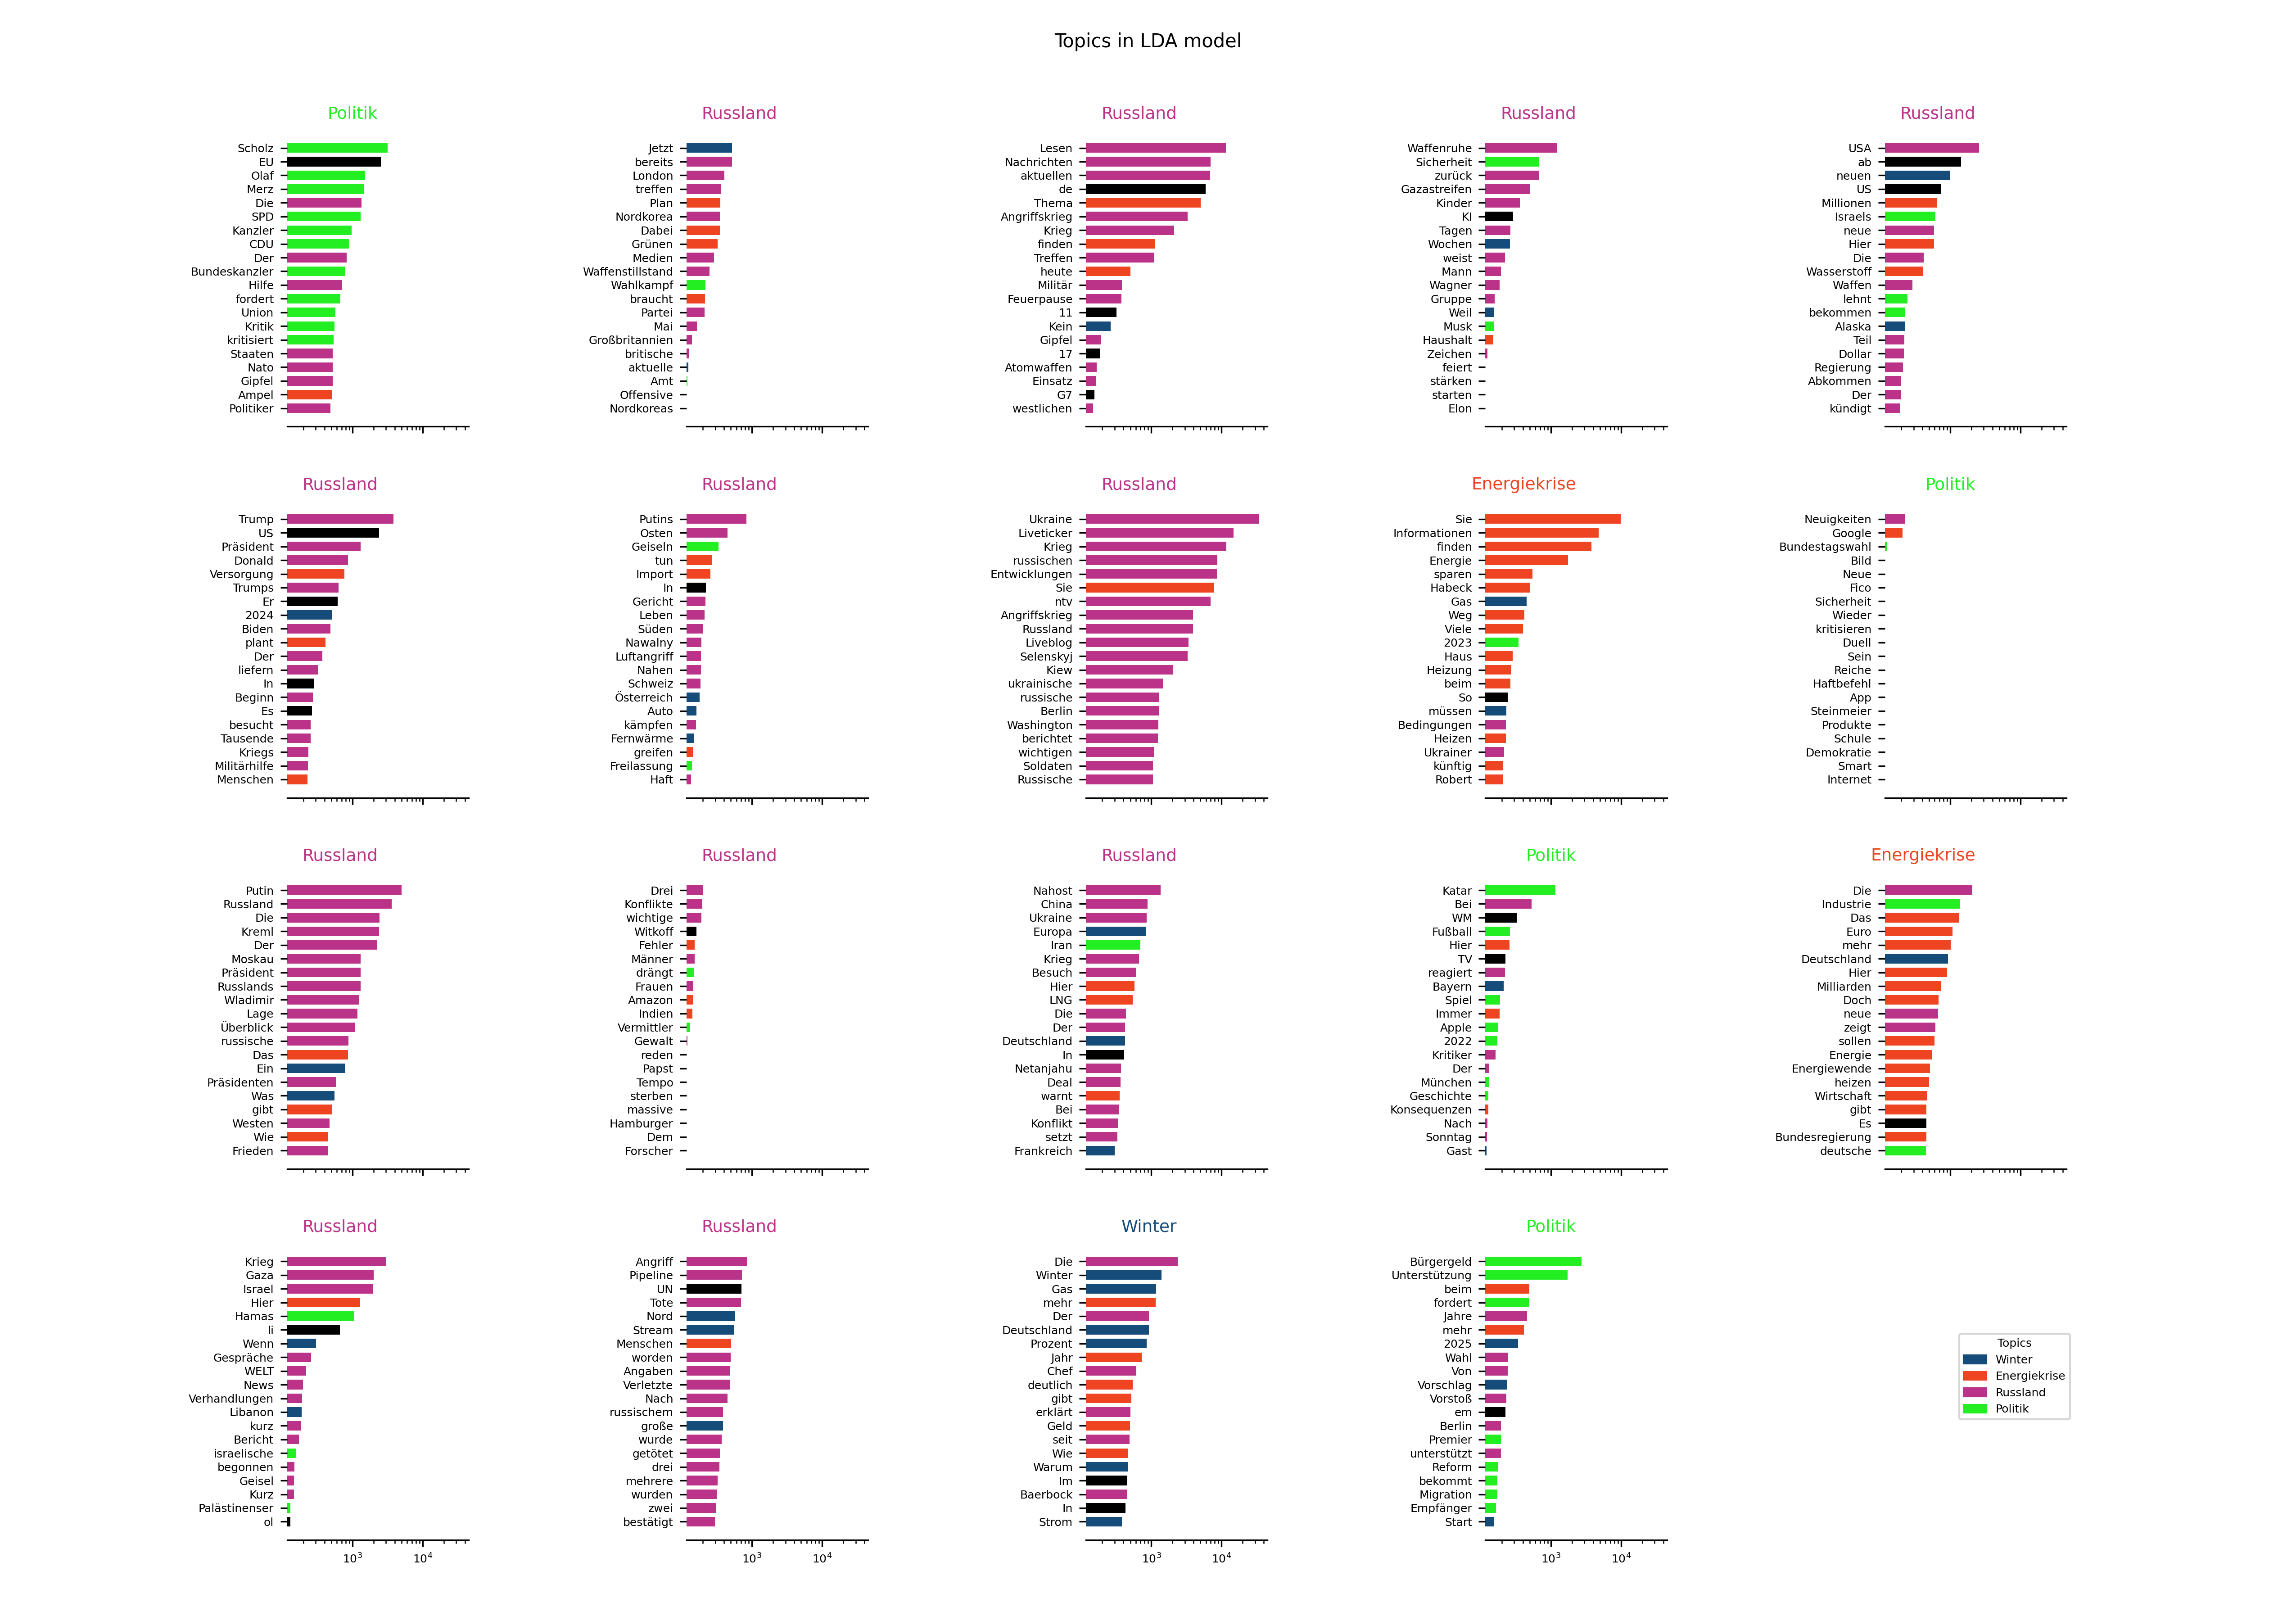 Topics in LDA model
Politik
Scholz
EU
Olaf
Merz
Die
SPD
Kanzler
CDU
Der
Bundeskanzler
Hilfe
fordert
Union
Kritik
kritisiert
Staaten
Nato
Gipfel
Ampel
Politiker
Russland
Jetzt
bereits
London
treffen
Plan
Nordkorea
Dabei
Grünen
Medien
Waffenstillstand
Wahlkampf
braucht
Partei
Mai
Großbritannien
britische
aktuelle
Amt
Offensive
Nordkoreas
Russland
Lesen
Nachrichten
aktuellen
de
Thema
Angriffskrieg
Krieg
finden
Treffen
heute
Militär
Feuerpause
11
Kein
Gipfel
17
Atomwaffen
Einsatz
G7
westlichen
Russland
Waffenruhe
Sicherheit
zurück
Gazastreifen
Kinder
KI
Tagen
Wochen
weist
Mann
Wagner
Gruppe
Weil
Musk
Haushalt
Zeichen
feiert
stärken
starten
Elon
Russland
USA
ab
neuen
US
Millionen
Israels
neue
Hier
Die
Wasserstoff
Waffen
lehnt
bekommen
Alaska
Teil
Dollar
Regierung
Abkommen
Der
kündigt
Russland
Trump
US
Präsident
Donald
Versorgung
Trumps
Er
2024
Biden
plant
Der
liefern
In
Beginn
Es
besucht
Tausende
Kriegs
Militärhilfe
Menschen
Russland
Putins
Osten
Geiseln
tun
Import
In
Gericht
Leben
Süden
Nawalny
Luftangriff
Nahen
Schweiz
Österreich
Auto
kämpfen
Fernwärme
greifen
Freilassung
Haft
Russland
Ukraine
Liveticker
Krieg
russischen
Entwicklungen
Sie
ntv
Angriffskrieg
Russland
Liveblog
Selenskyj
Kiew
ukrainische
russische
Berlin
Washington
berichtet
wichtigen
Soldaten
Russische
Energiekrise
Sie
Informationen
finden
Energie
sparen
Habeck
Gas
Weg
Viele
2023
Haus
Heizung
beim
So
müssen
Bedingungen
Heizen
Ukrainer
künftig
Robert
Politik
Neuigkeiten
Google
Bundestagswahl
Bild
Neue
Fico
Sicherheit
Wieder
kritisieren
Duell
Sein
Reiche
Haftbefehl
App
Steinmeier
Produkte
Schule
Demokratie
Smart
Internet
Russland
Putin
Russland
Die
Kreml
Der
Moskau
Präsident
Russlands
Wladimir
Lage
Überblick
russische
Das
Ein
Präsidenten
Was
gibt
Westen
Wie
Frieden
Russland
Drei
Konflikte
wichtige
Witkoff
Fehler
Männer
drängt
Frauen
Amazon
Indien
Vermittler
Gewalt
reden
Papst
Tempo
sterben
massive
Hamburger
Dem
Forscher
Russland
Nahost
China
Ukraine
Europa
Iran
Krieg
Besuch
Hier
LNG
Die
Der
Deutschland
In
Netanjahu
Deal
warnt
Bei
Konflikt
setzt
Frankreich
Politik
Katar
Bei
WM
Fußball
Hier
TV
reagiert
Bayern
Spiel
Immer
Apple
2022
Kritiker
Der
München
Geschichte
Konsequenzen
Nach
Sonntag
Gast
Energiekrise
Die
Industrie
Das
Euro
mehr
Deutschland
Hier
Milliarden
Doch
neue
zeigt
sollen
Energie
Energiewende
heizen
Wirtschaft
gibt
Es
Bundesregierung
deutsche
Russland
Krieg
Gaza
Israel
Hier
Hamas
li
Wenn
Gespräche
WELT
News
Verhandlungen
Libanon
kurz
Bericht
israelische
begonnen
Geisel
Kurz
Palästinenser
ol
10³ 10⁴
Russland
Angriff
Pipeline
UN
Tote
Nord
Stream
Menschen
worden
Angaben
Verletzte
Nach
russischem
große
wurde
getötet
drei
mehrere
wurden
zwei
bestätigt
10³ 10⁴
Winter
Die
Winter
Gas
mehr
Der
Deutschland
Prozent
Jahr
Chef
deutlich
gibt
erklärt
Geld
seit
Wie
Warum
Im
Baerbock
In
Strom
10³ 10⁴
Politik
Bürgergeld
Unterstützung
beim
fordert
Jahre
mehr
2025
Wahl
Von
Vorschlag
Vorstoß
em
Berlin
Premier
unterstützt
Reform
bekommt
Migration
Empfänger
Start
10³ 10⁴
Topics
Winter
Energiekrise
Russland
Politik